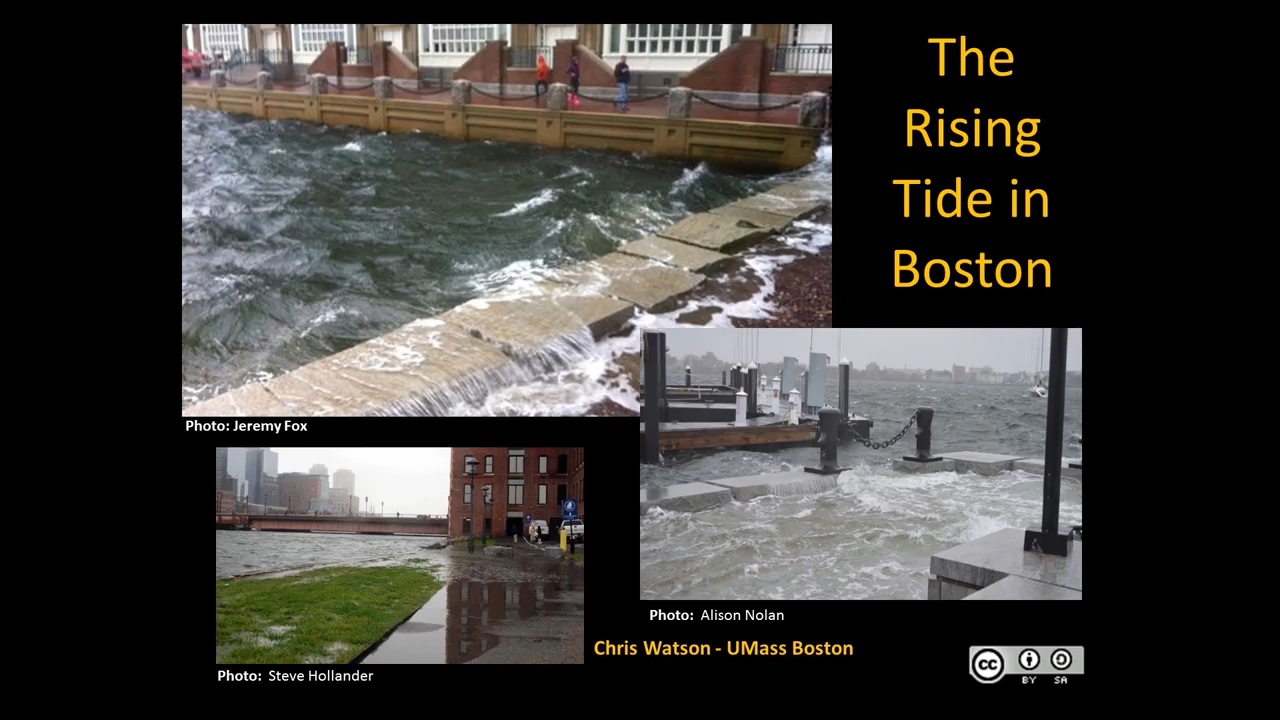 The
Rising
Tide in
Boston
Photo: Jeremy Fox
Photo: Alison Nolan
Chris Watson - UMass Boston
Photo: Steve Hollander
cc
BY SA